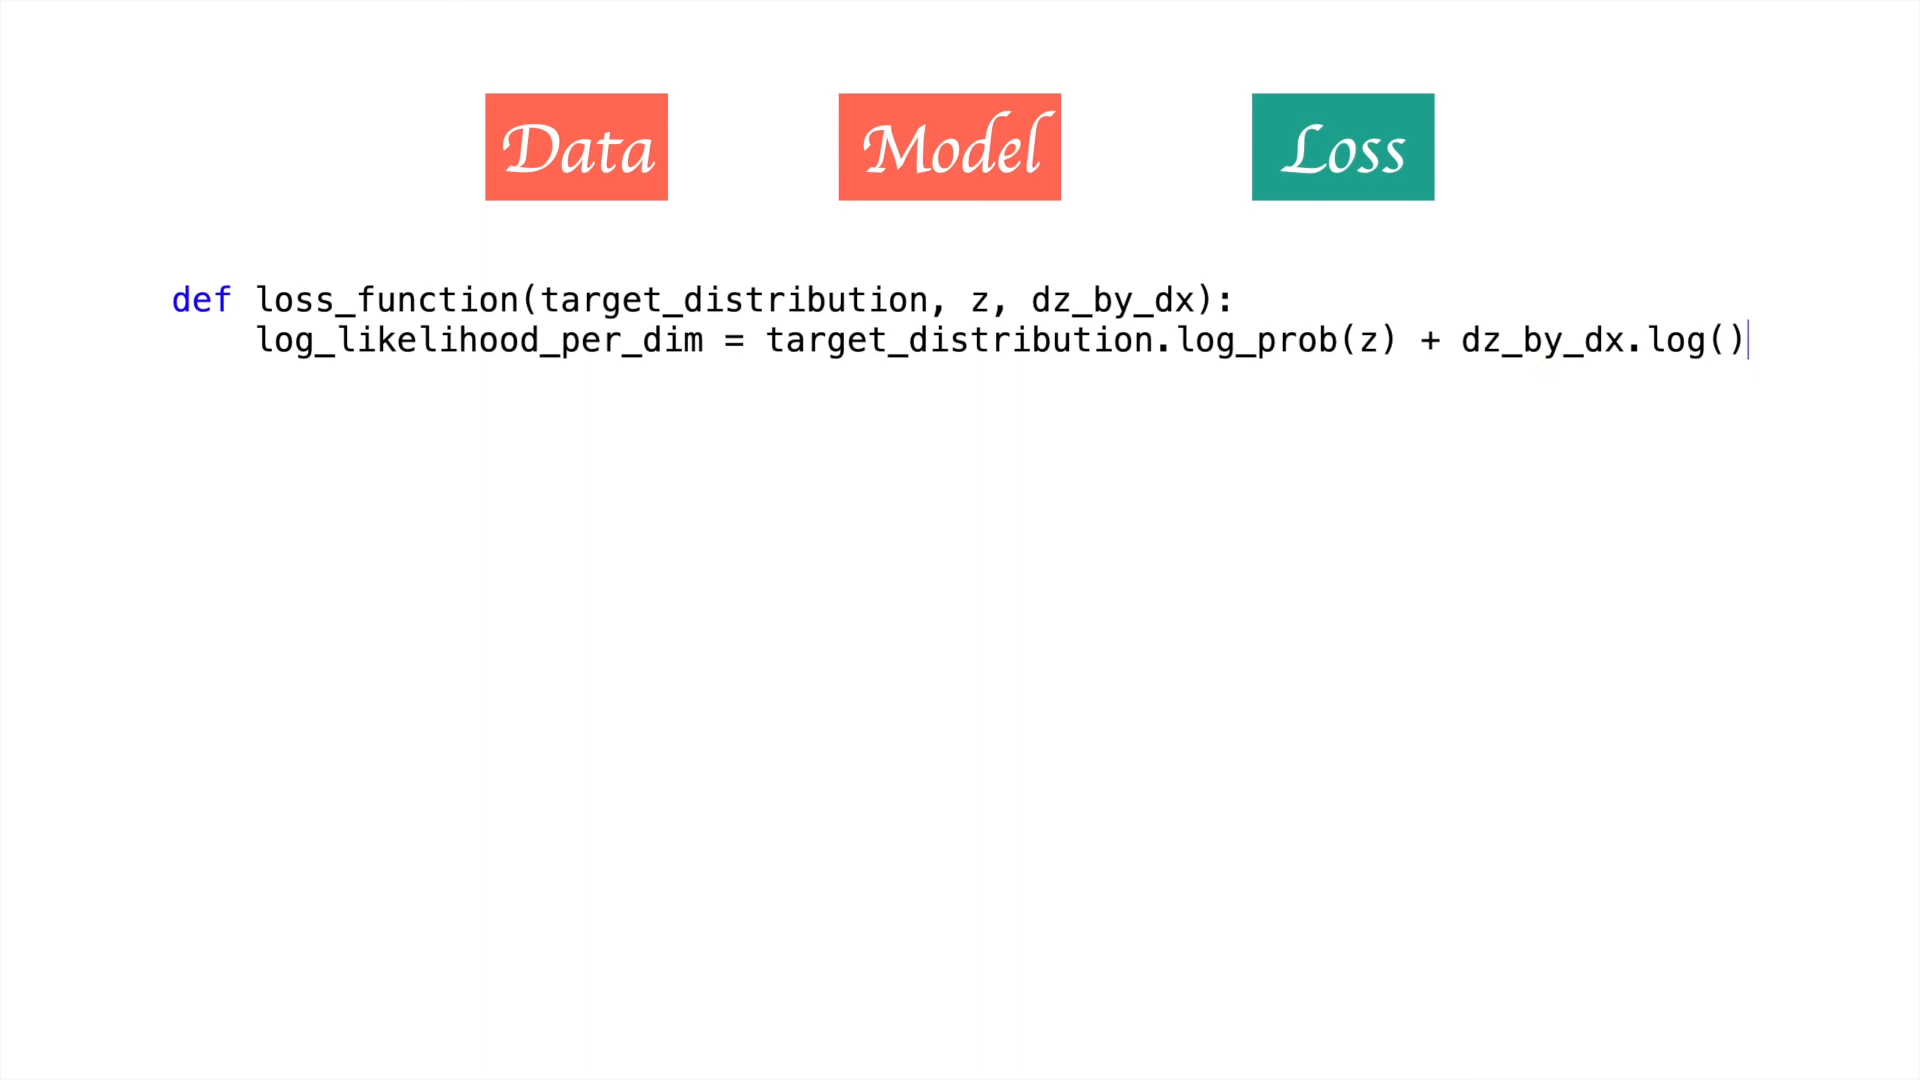 Data Model Loss
def loss_function(target_distribution, z, dz_by_dx):
    log_likelihood_per_dim = target_distribution.log_prob(z) + dz_by_dx.log()